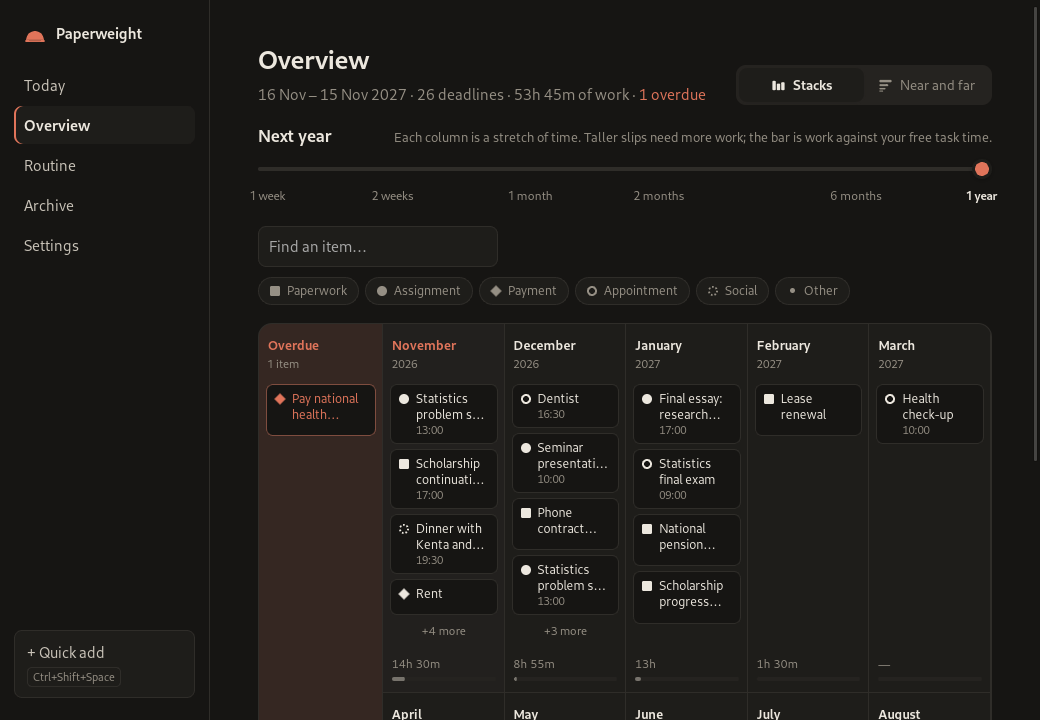 Paperweight
Today
Overview
Routine
Archive
Settings
+ Quick add
Ctrl+Shift+Space
Overview
16 Nov – 15 Nov 2027 · 26 deadlines · 53h 45m of work · 1 overdue
Stacks
Near and far
Next year
Each column is a stretch of time. Taller slips need more work; the bar is work against your free task time.
1 week
2 weeks
1 month
2 months
6 months
1 year
Find an item…
Paperwork
Assignment
Payment
Appointment
Social
Other
Overdue
1 item
Pay national
health…
November
2026
Statistics
problem s…
13:00
Scholarship
continuati…
17:00
Dinner with
Kenta and…
19:30
Rent
+4 more
14h 30m
December
2026
Dentist
16:30
Seminar
presentati…
10:00
Phone
contract…
Statistics
problem s…
13:00
+3 more
8h 55m
January
2027
Final essay:
research…
17:00
Statistics
final exam
09:00
National
pension…
Scholarship
progress…
13h
February
2027
Lease
renewal
1h 30m
March
2027
Health
check-up
10:00
—
April
May
June
July
August